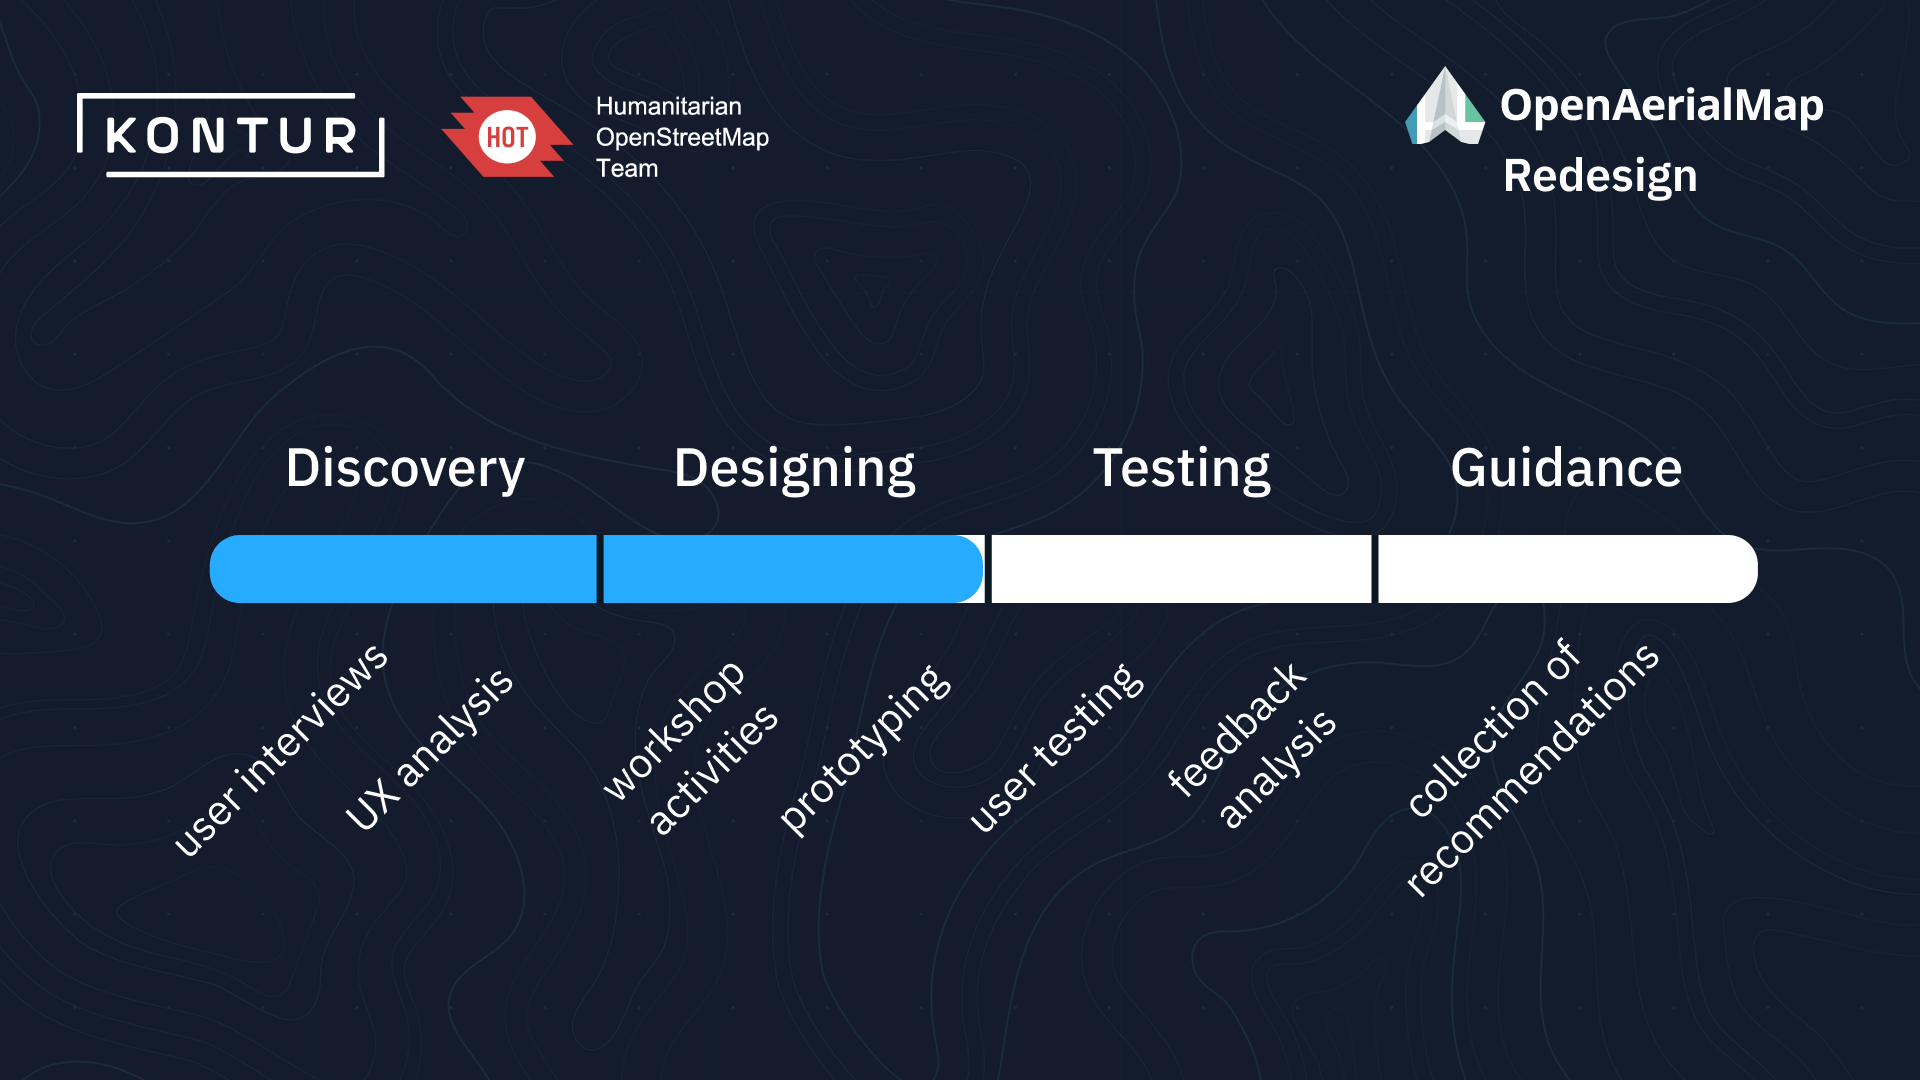 KONTUR
HOT
Humanitarian
OpenStreetMap
Team
OpenAerialMap
Redesign
Discovery
Designing
Testing
Guidance
user interviews
UX analysis
workshop
activities
prototyping
user testing
feedback
analysis
collection of
recommendations